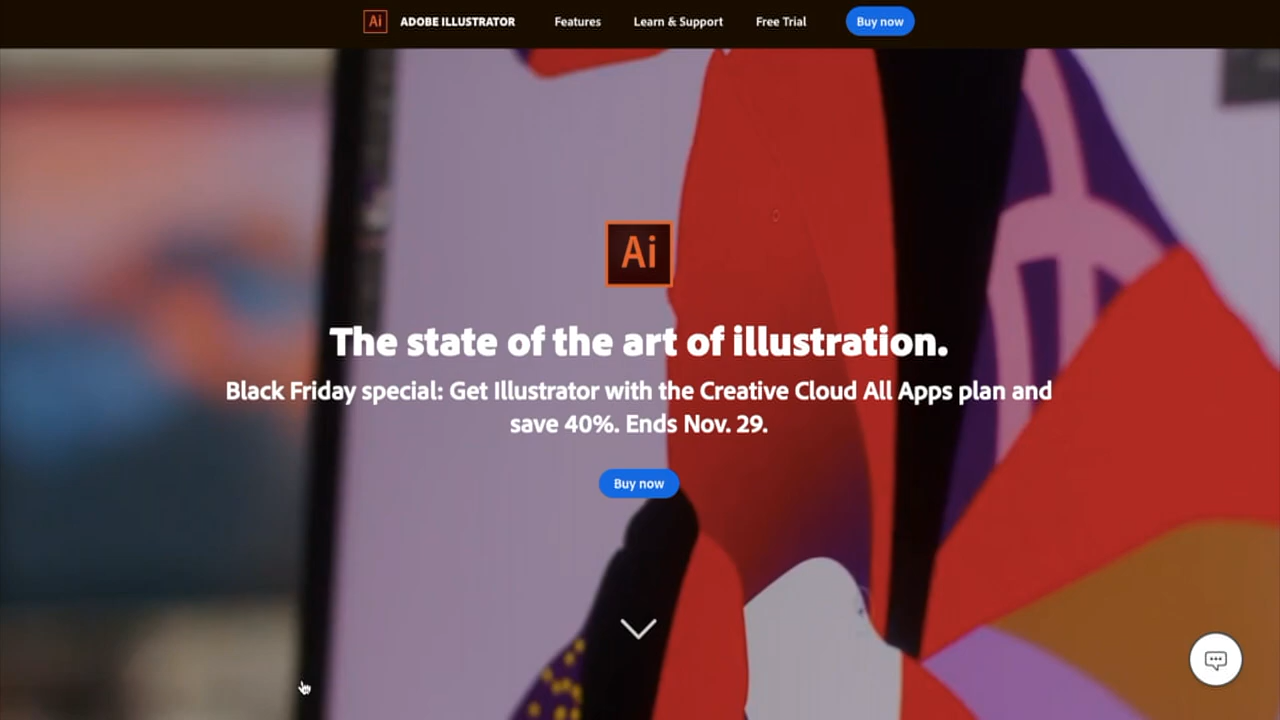 Ai ADOBE ILLUSTRATOR Features Learn & Support Free Trial Buy now
Ai
The state of the art of illustration.
Black Friday special: Get Illustrator with the Creative Cloud All Apps plan and
save 40%. Ends Nov. 29.
Buy now